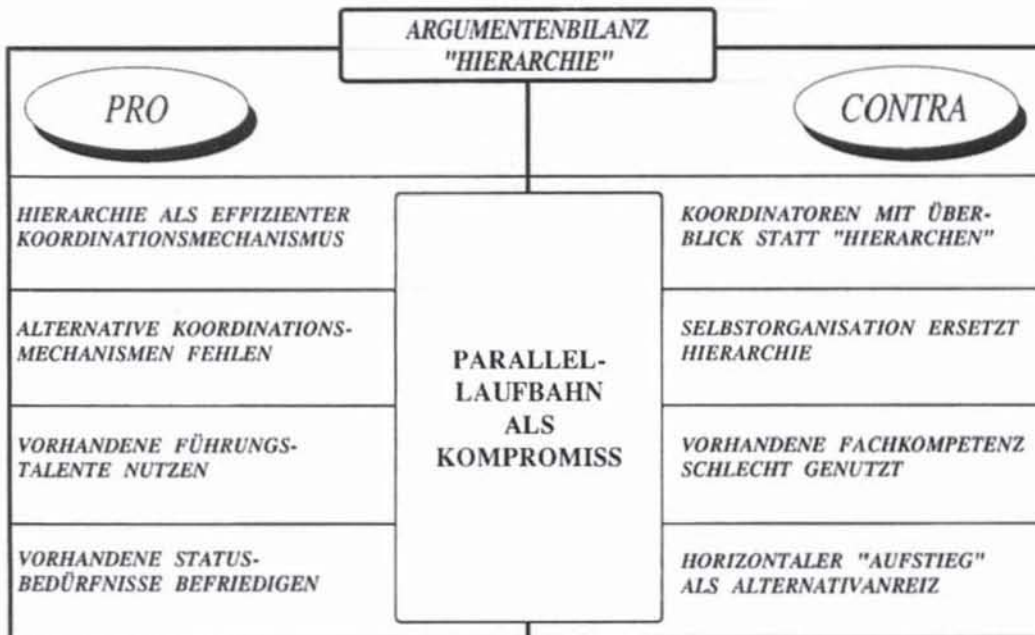 ARGUMENTENBILANZ
"HIERARCHIE"
PRO
CONTRA
HIERARCHIE ALS EFFIZIENTER
KOORDINATIONSMECHANISMUS
KOORDINATOREN MIT ÜBER-
BLICK STATT "HIERARCHEN"
ALTERNATIVE KOORDINATIONS-
MECHANISMEN FEHLEN
SELBSTORGANISATION ERSETZT
HIERARCHIE
PARALLEL-
LAUFBAHN
ALS
KOMPROMISS
VORHANDENE FÜHRUNGS-
TALENTE NUTZEN
VORHANDENE FACHKOMPETENZ
SCHLECHT GENUTZT
VORHANDENE STATUS-
BEDÜRFNISSE BEFRIEDIGEN
HORIZONTALER "AUFSTIEG"
ALS ALTERNATIVANREIZ